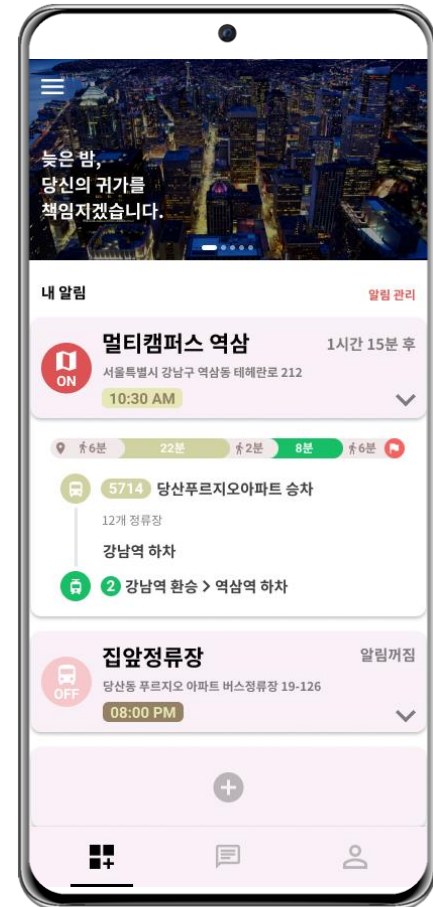 늦은 밤,
당신의 귀가를
책임지겠습니다.
내 알림
알림 관리
멀티캠퍼스 역삼
1시간 15분 후
ON
서울특별시 강남구 역삼동 테헤란로 212
10:30 AM
6분 22분 2분 8분 6분
5714 당산푸르지오아파트 승차
12개 정류장
강남역 하차
2 강남역 환승 > 역삼역 하차
집앞정류장
알림꺼짐
OFF
당산동 푸르지오 아파트 버스정류장 19-126
08:00 PM